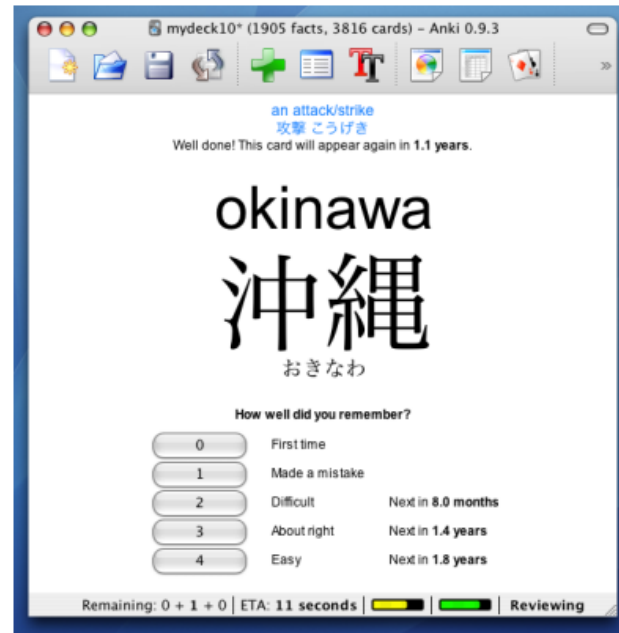 mydeck10* (1905 facts, 3816 cards) – Anki 0.9.3
an attack/strike
攻撃 こうげき
Well done! This card will appear again in 1.1 years.
okinawa
沖縄
おきなわ
How well did you remember?
0 First time
1 Made a mistake
2 Difficult Next in 8.0 months
3 About right Next in 1.4 years
4 Easy Next in 1.8 years
Remaining: 0 + 1 + 0 | ETA: 11 seconds | | Reviewing